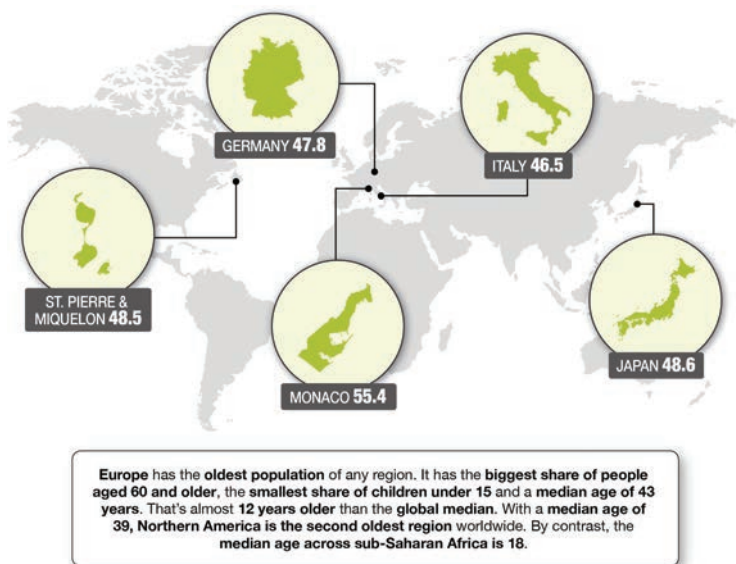 GERMANY 47.8
ITALY 46.5
ST. PIERRE &
MIQUELON 48.5
MONACO 55.4
JAPAN 48.6
Europe has the oldest population of any region. It has the biggest share of people
aged 60 and older, the smallest share of children under 15 and a median age of 43
years. That's almost 12 years older than the global median. With a median age of
39, Northern America is the second oldest region worldwide. By contrast, the
median age across sub-Saharan Africa is 18.